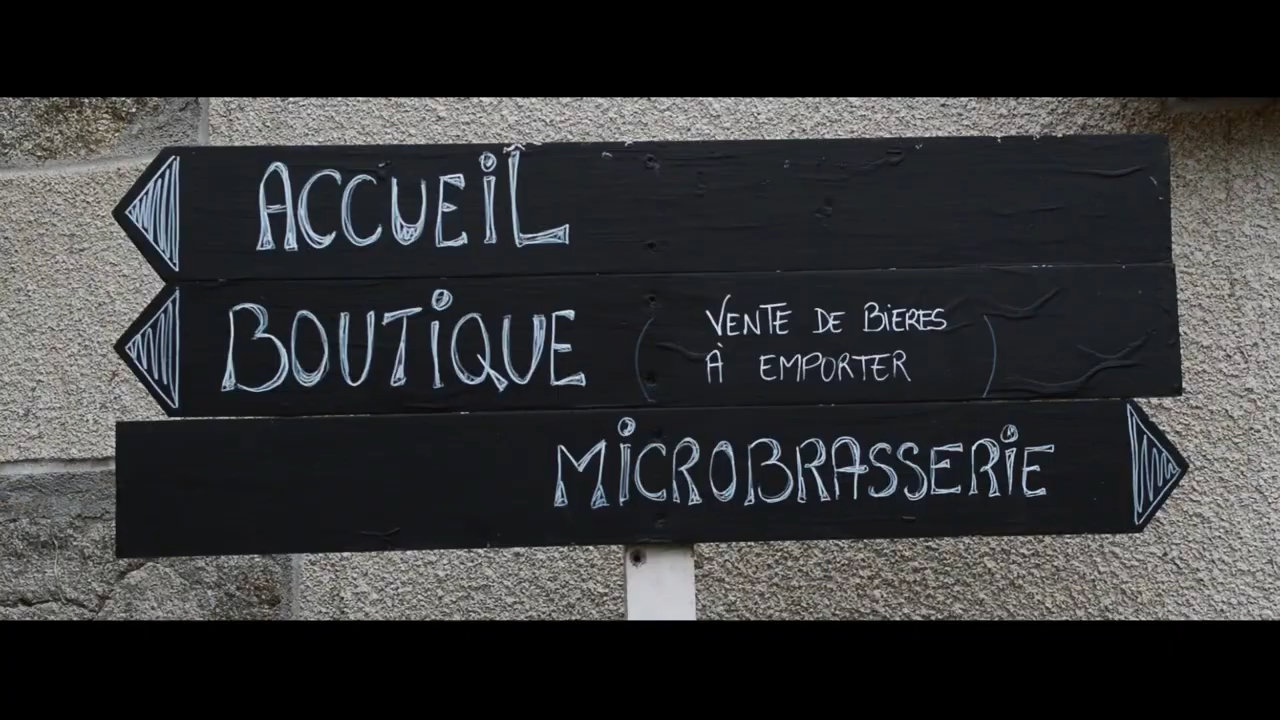 ACCUEIL
BOUTIQUE (VENTE DE BIERES
À EMPORTER)
MICROBRASSERIE